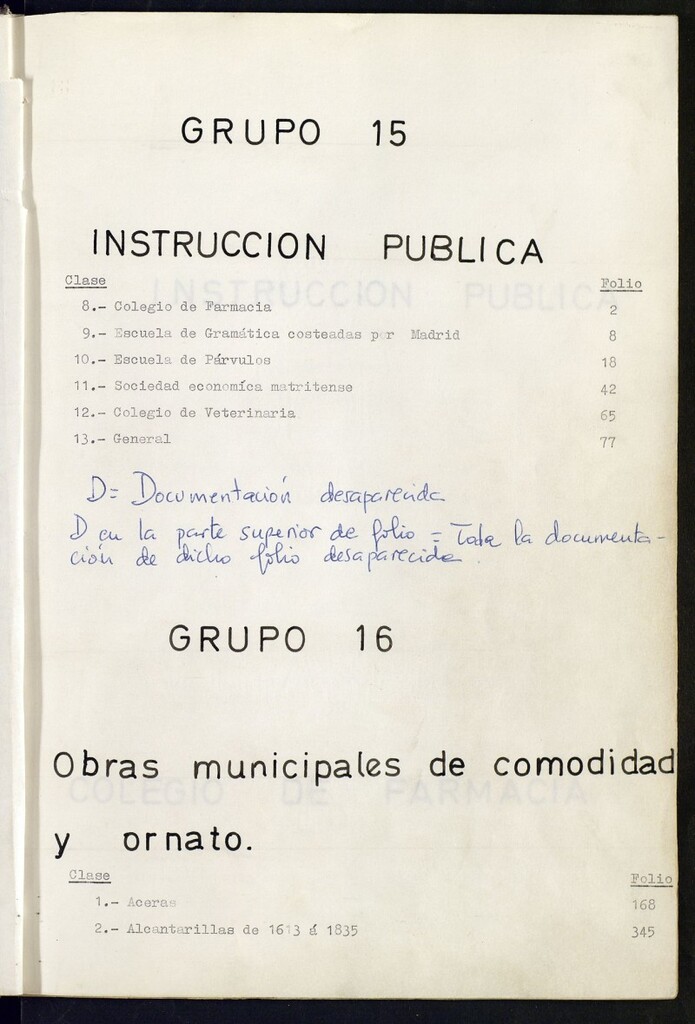 GRUPO 15
INSTRUCCION PUBLICA
Clase Folio
8.- Colegio de Farmacia 2
9.- Escuela de Gramática costeadas por Madrid 8
10.- Escuela de Párvulos 18
11.- Sociedad economíca matritense 42
12.- Colegio de Veterinaria 65
13.- General 77
D= Documentación desaparecida
D en la parte superior de folio = Toda la documenta-
ción de dicho folio desaparecida.
GRUPO 16
Obras municipales de comodidad
y ornato.
Clase Folio
1.- Aceras 168
2.- Alcantarillas de 1613 á 1835 345